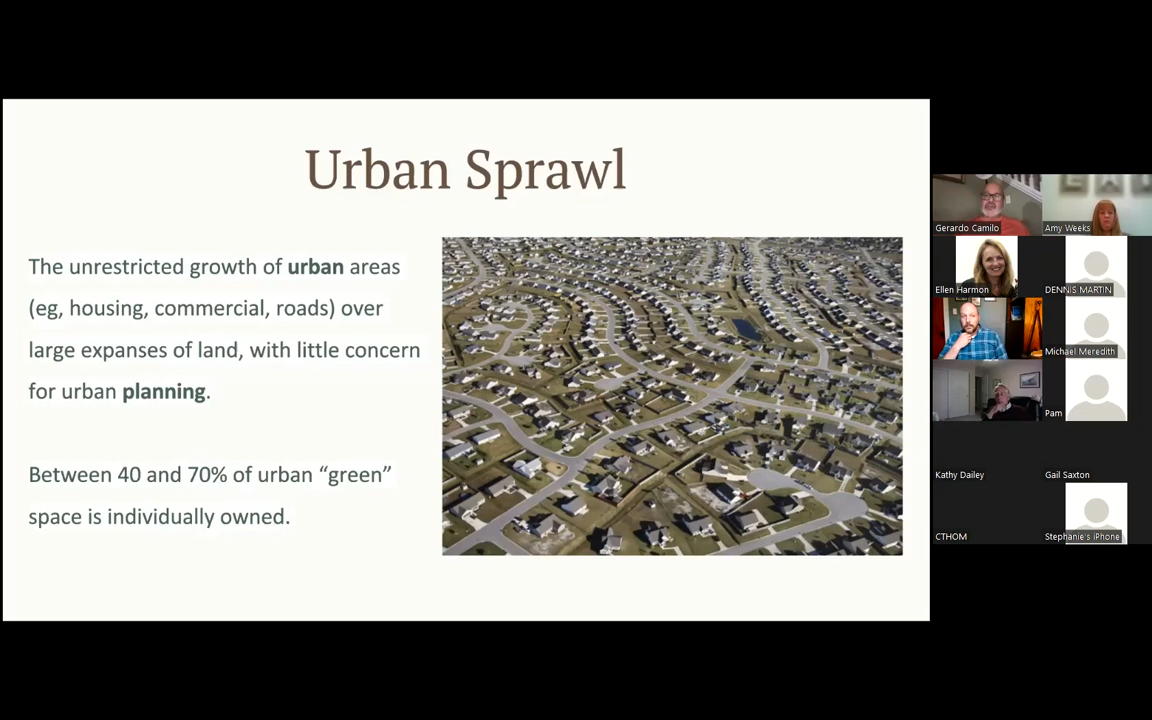 Urban Sprawl
The unrestricted growth of urban areas
(eg, housing, commercial, roads) over
large expanses of land, with little concern
for urban planning.
Between 40 and 70% of urban “green”
space is individually owned.
Gerardo Camilo
Amy Weeks
Ellen Harmon
DENNIS MARTIN
Michael Meredith
Pam
Kathy Dailey
Gail Saxton
CTHOM
Stephanie's iPhone